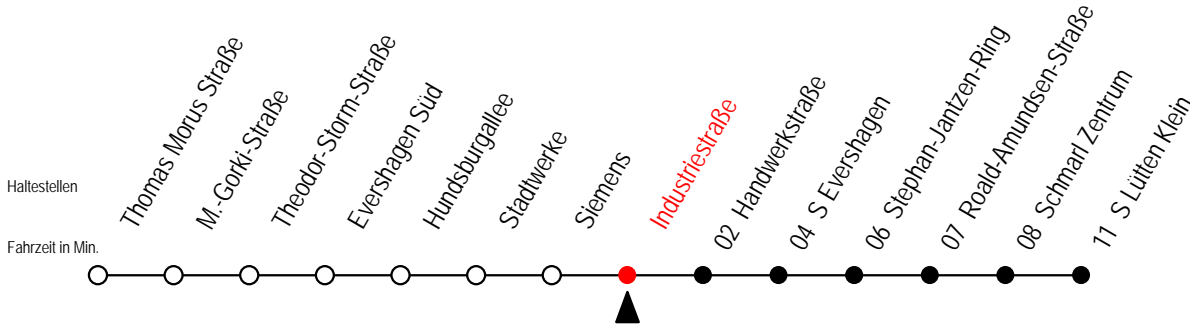 Haltestellen
Fahrzeit in Min.
Thomas Morus Straße
M.-Gorki-Straße
Theodor-Storm-Straße
Evershagen Süd
Hundsburgallee
Stadtwerke
Siemens
Industriestraße
02 Handwerkstraße
04 S Evershagen
06 Stephan-Jantzen-Ring
07 Roald-Amundsen-Straße
08 Schmarl Zentrum
11 S Lütten Klein